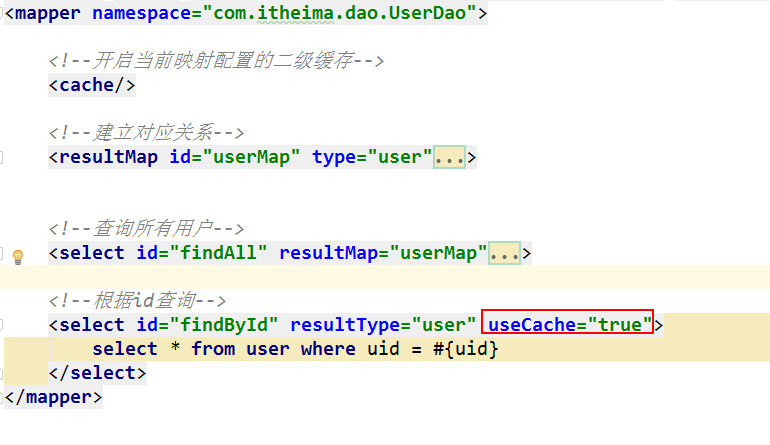 <mapper namespace="com.itheima.dao.UserDao">
<!--开启当前映射配置的二级缓存-->
<cache/>
<!--建立对应关系-->
<resultMap id="userMap" type="user"...>
<!--查询所有用户-->
<select id="findAll" resultMap="userMap"...>
<!--根据id查询-->
<select id="findById" resultType="user" useCache="true">
select * from user where uid = #{uid}
</select>
</mapper>